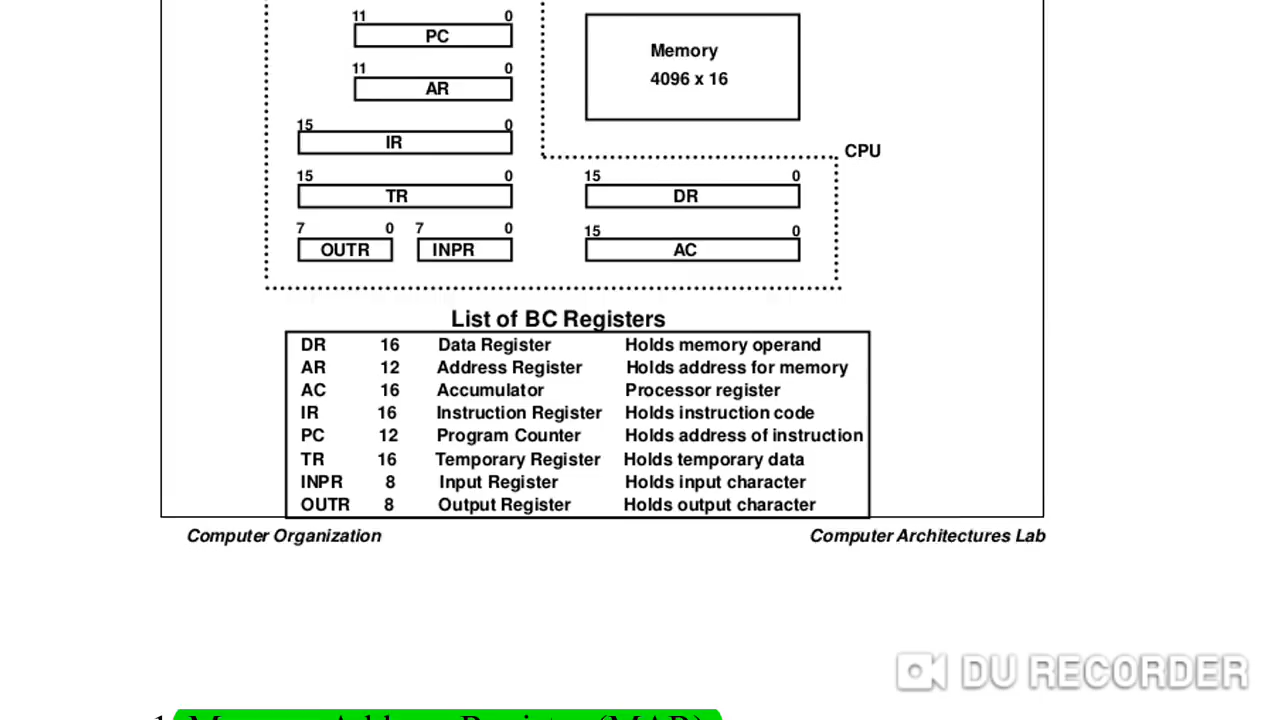 11 0
PC
Memory
4096 x 16
11 0
AR
15 0
IR
CPU
15 0
TR
15 0
DR
7 0
OUTR
7 0
INPR
15 0
AC
List of BC Registers
DR 16 Data Register Holds memory operand
AR 12 Address Register Holds address for memory
AC 16 Accumulator Processor register
IR 16 Instruction Register Holds instruction code
PC 12 Program Counter Holds address of instruction
TR 16 Temporary Register Holds temporary data
INPR 8 Input Register Holds input character
OUTR 8 Output Register Holds output character
Computer Organization Computer Architectures Lab
DU RECORDER
1 Memory Address Register (MAR)